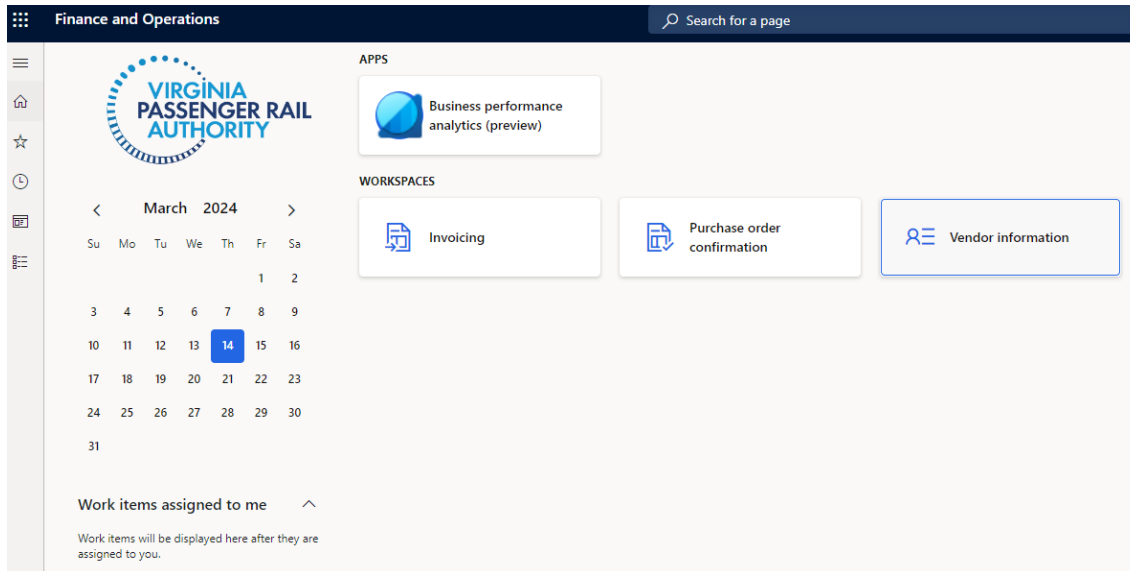 Finance and Operations
Search for a page
VIRGINIA
PASSENGER RAIL
AUTHORITY
March 2024
Su Mo Tu We Th Fr Sa
1 2
3 4 5 6 7 8 9
10 11 12 13 14 15 16
17 18 19 20 21 22 23
24 25 26 27 28 29 30
31
Work items assigned to me
Work items will be displayed here after they are
assigned to you.
APPS
Business performance
analytics (preview)
WORKSPACES
Invoicing
Purchase order
confirmation
Vendor information